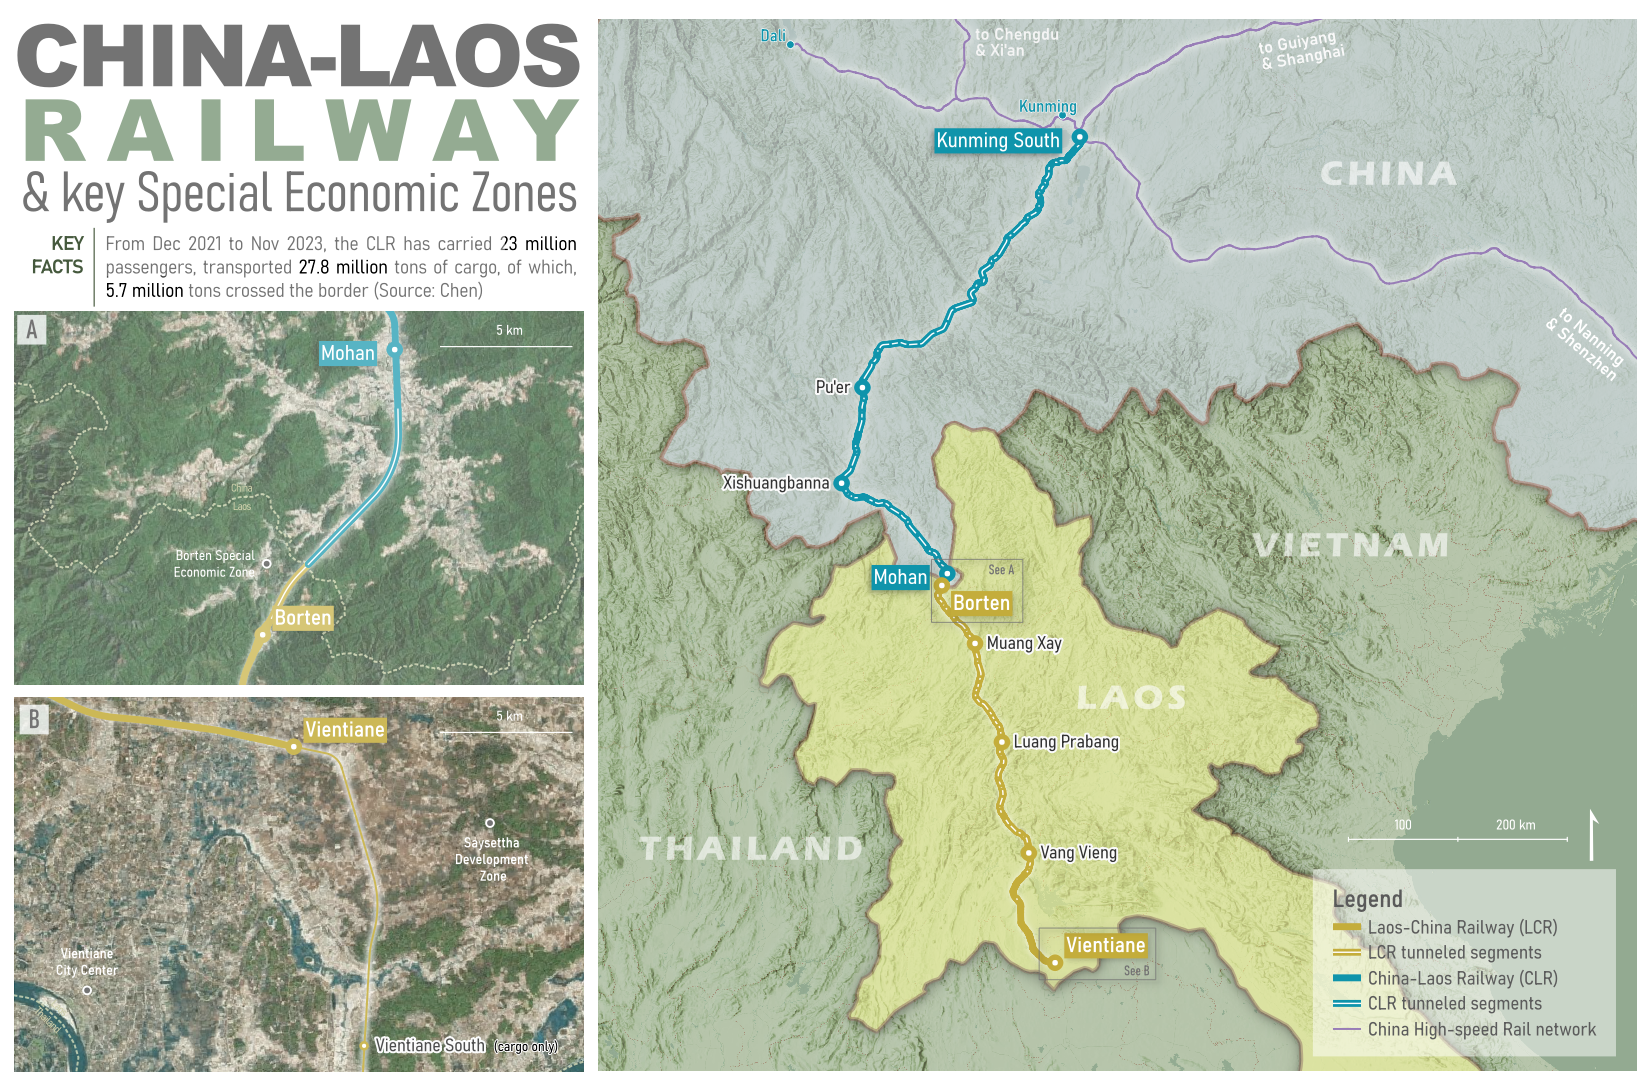 CHINA-LAOS
RAILWAY
& key Special Economic Zones
KEY
FACTS
From Dec 2021 to Nov 2023, the CLR has carried 23 million
passengers, transported 27.8 million tons of cargo, of which,
5.7 million tons crossed the border (Source: Chen)
A
5 km
Mohan
China
Laos
Borten Special
Economic Zone
Borten
B
5 km
Vientiane
Saysettha
Development
Zone
Vientiane
City Center
Thailand
Vientiane South (cargo only)
Dali
to Chengdu
& Xi'an
to Guiyang
& Shanghai
Kunming
Kunming South
CHINA
to Nanning
& Shenzhen
Pu'er
Xishuangbanna
VIETNAM
Mohan
See A
Borten
Muang Xay
LAOS
Luang Prabang
THAILAND
Vang Vieng
100
200 km
Vientiane
See B
Legend
Laos-China Railway (LCR)
LCR tunneled segments
China-Laos Railway (CLR)
CLR tunneled segments
China High-speed Rail network